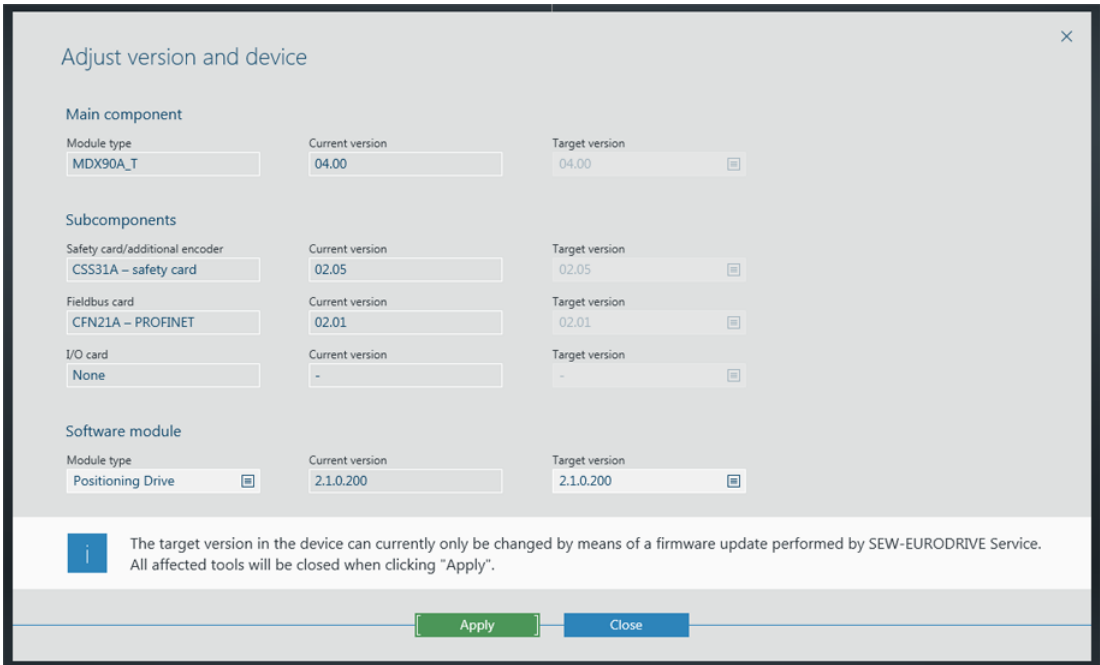 Adjust version and device
Main component
Module type Current version Target version
MDX90A_T 04.00 04.00
Subcomponents
Safety card/additional encoder Current version Target version
CSS31A – safety card 02.05 02.05
Fieldbus card Current version Target version
CFN21A – PROFINET 02.01 02.01
I/O card Current version Target version
None - -
Software module
Module type Current version Target version
Positioning Drive 2.1.0.200 2.1.0.200
i
The target version in the device can currently only be changed by means of a firmware update performed by SEW-EURODRIVE Service.
All affected tools will be closed when clicking "Apply".
Apply Close